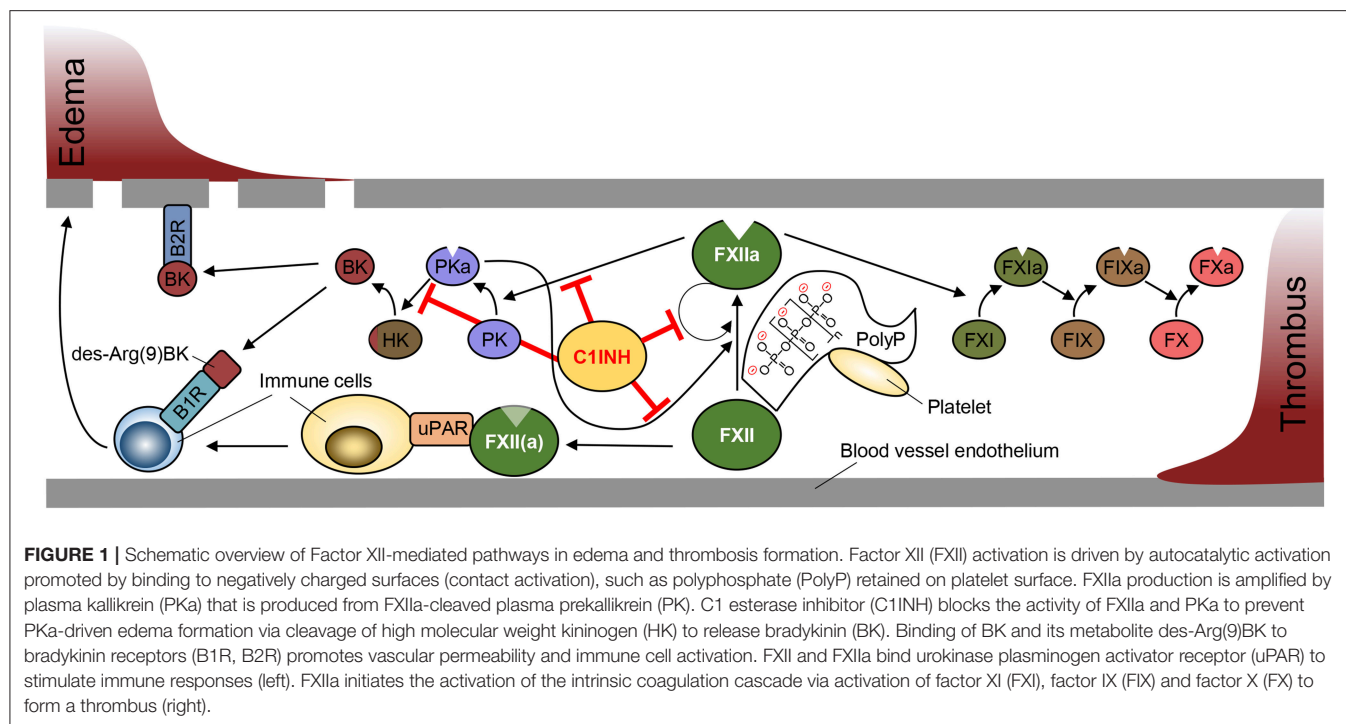 Edema
B2R
BK
BK
PKa
HK
PK
C1INH
FXIIa
PolyP
Platelet
FXIa
FIXa
FXa
FXI
FIX
FX
Thrombus
des-Arg(9)BK
B1R
Immune cells
uPAR
FXII(a)
FXII
Blood vessel endothelium
FIGURE 1 | Schematic overview of Factor XII-mediated pathways in edema and thrombosis formation. Factor XII (FXII) activation is driven by autocatalytic activation
promoted by binding to negatively charged surfaces (contact activation), such as polyphosphate (PolyP) retained on platelet surface. FXIIa production is amplified by
plasma kallikrein (PKa) that is produced from FXIIa-cleaved plasma prekallikrein (PK). C1 esterase inhibitor (C1INH) blocks the activity of FXIIa and PKa to prevent
PKa-driven edema formation via cleavage of high molecular weight kininogen (HK) to release bradykinin (BK). Binding of BK and its metabolite des-Arg(9)BK to
bradykinin receptors (B1R, B2R) promotes vascular permeability and immune cell activation. FXII and FXIIa bind urokinase plasminogen activator receptor (uPAR) to
stimulate immune responses (left). FXIIa initiates the activation of the intrinsic coagulation cascade via activation of factor XI (FXI), factor IX (FIX) and factor X (FX) to
form a thrombus (right).